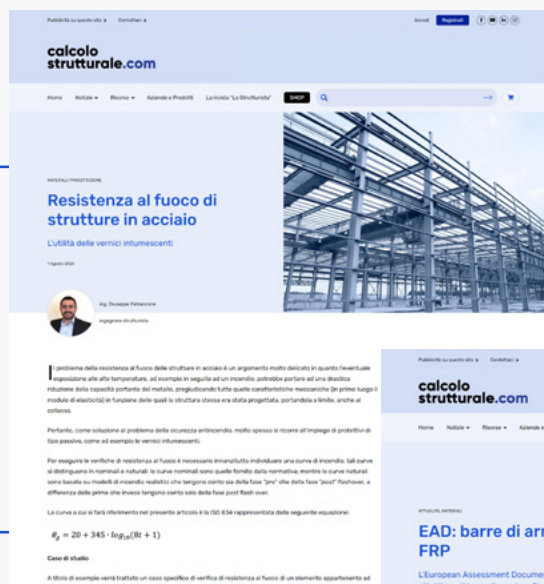 Pubblicità su questo sito
Contattaci
Accedi
Registrati
calcolo
strutturale.com
Home
Notizie
Risorse
Aziende e Prodotti
La rivista "Lo Strutturista"
SHOP
MATERIALI, PROGETTAZIONE
Resistenza al fuoco di
strutture in acciaio
L'utilità delle vernici intumescenti
1 Agosto 2024
Ing. Giuseppe
Ingegnere strutturista
Il problema della resistenza al fuoco delle strutture in acciaio è un argomento molto delicato in quanto l'eventuale
esposizione alle alte temperature, ad esempio in seguito ad un incendio, potrebbe portare ad una drastica
riduzione della capacità portante del metallo, pregiudicando tutte quelle caratteristiche meccaniche (in primo luogo il
modulo di elasticità) in funzione delle quali la struttura stessa era stata progettata, portandola a limite, anche al
collasso.
Pertanto, come soluzione al problema della sicurezza antincendio, molto spesso si ricorre all'impiego di protettivi di
tipo passivo, come ad esempio le vernici intumescenti.
Per eseguire le verifiche di resistenza al fuoco è necessario innanzitutto individuare una curva di incendio, tali curve
si distinguono in nominali e naturali: le curve nominali sono quelle fornite dalla normativa, mentre le curve naturali
sono basate su modelli di incendio realistici che tengono conto sia della fase "pre" che della fase "post" flashover, a
differenza delle prime che invece tengono conto solo della fase post flash over.
La curva a cui si farà riferimento nel presente articolo è la ISO 834 rappresentata dalla seguente equazione:
θg = 20 + 345 · log10(8t + 1)
Caso di studio
A titolo di esempio verrà trattato un caso specifico di verifica di resistenza al fuoco di un elemento appartenente ad
Pubblicità su questo sito
Contattaci
calcolo
strutturale.com
Home
Notizie
Risorse
Aziende e
ATTUALITÀ, MATERIALI
EAD: barre di arm
FRP
L'European Assessment Documen